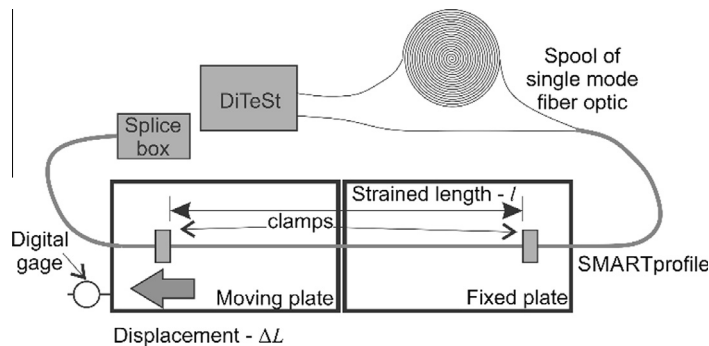 Spool of
single mode
fiber optic
DiTeSt
Splice
box
Strained length - l
clamps
Digital
gage
SMARTprofile
Moving plate
Fixed plate
Displacement - ΔL